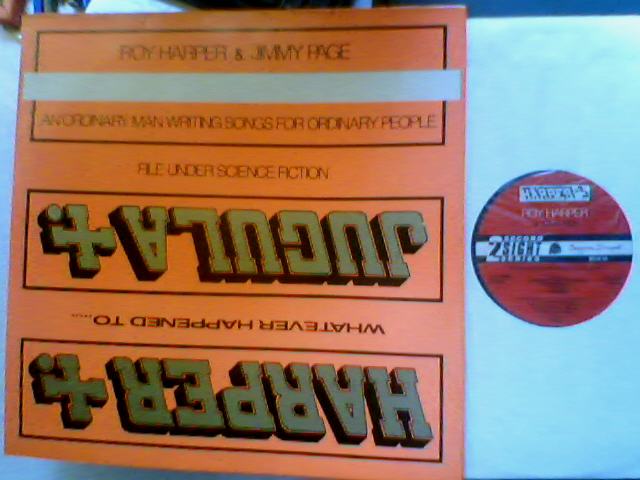 ROY HARPER & JIMMY PAGE
AN ORDINARY MAN WRITING SONGS FOR ORDINARY PEOPLE
FILE UNDER SCIENCE FICTION
JUGULA +:
WHATEVER HAPPENED TO.....
HARPER +:
ROY HARPER
2 SIGHT